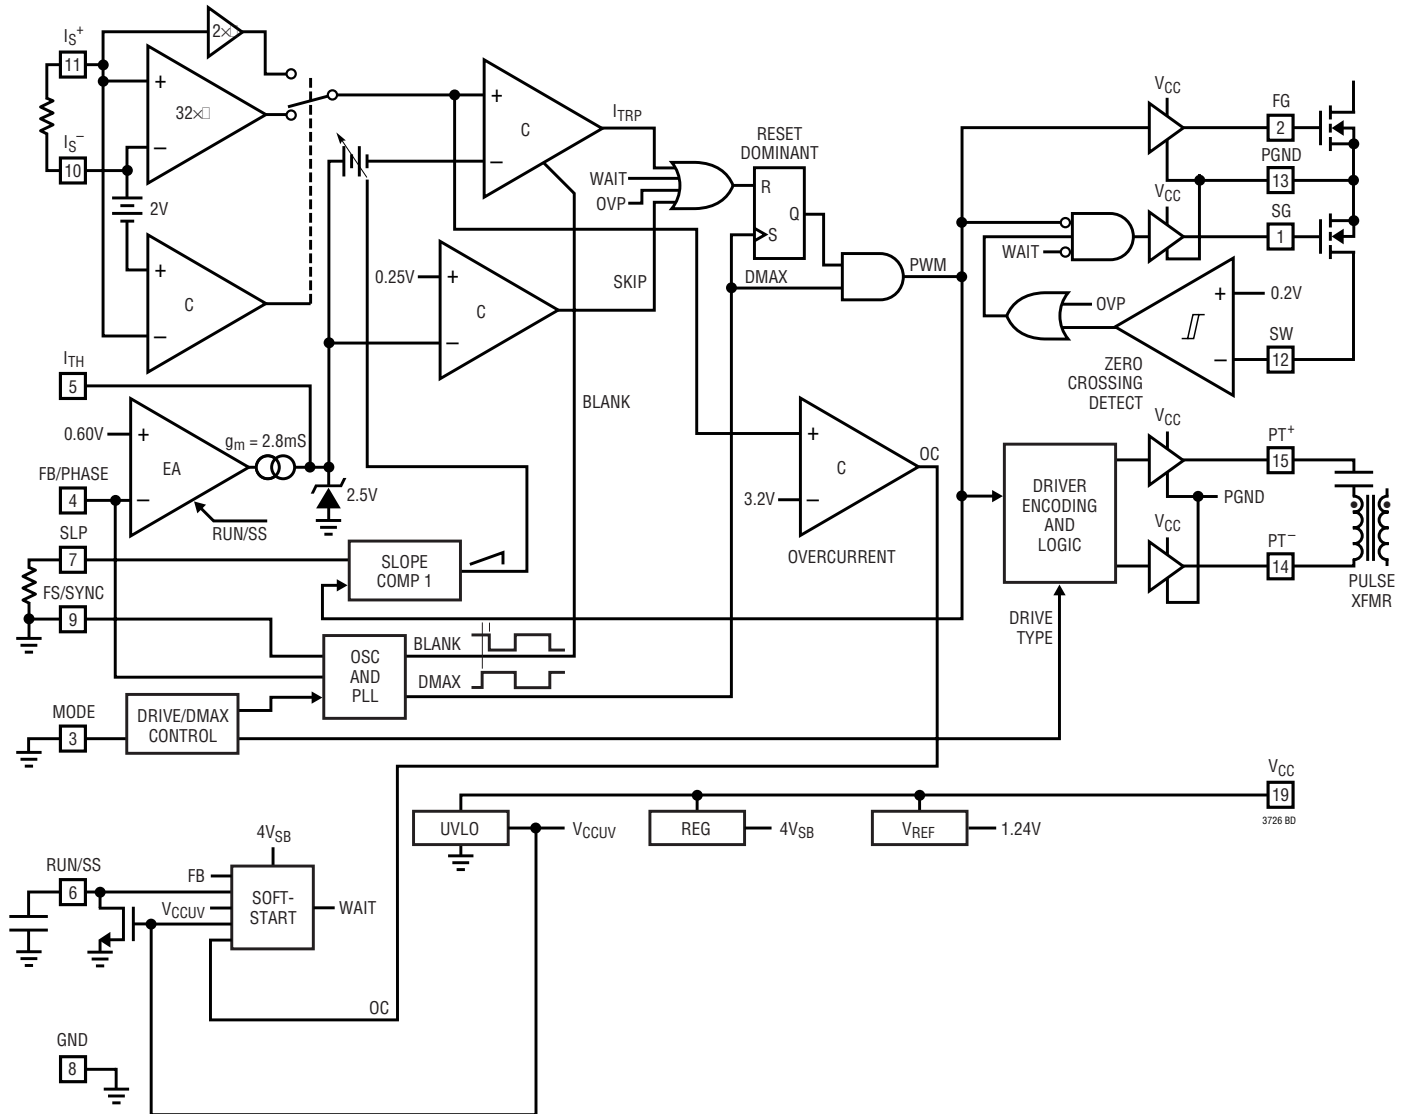 IS+
11
2×
+
32×
−
IS−
10
2V
+
C
−
+
C
−
ITRP
WAIT
OVP
RESET
DOMINANT
R
Q
S
0.25V
+
C
−
SKIP
DMAX
PWM
BLANK
VCC
FG
2
PGND
13
VCC
SG
1
WAIT
OVP
+
0.2V
SW
−
12
ZERO
CROSSING
DETECT
ITH
5
0.60V
+
EA
−
gm = 2.8mS
2.5V
FB/PHASE
4
RUN/SS
SLP
7
SLOPE
COMP 1
FS/SYNC
9
+
C
−
3.2V
OC
OVERCURRENT
DRIVER
ENCODING
AND
LOGIC
VCC
PT+
15
PGND
VCC
PT−
14
PULSE
XFMR
DRIVE
TYPE
OSC
AND
PLL
BLANK
DMAX
MODE
3
DRIVE/DMAX
CONTROL
VCC
19
3726 BD
UVLO
VCCUV
REG
4VSB
VREF
1.24V
4VSB
RUN/SS
6
FB
VCCUV
SOFT-
START
WAIT
OC
GND
8